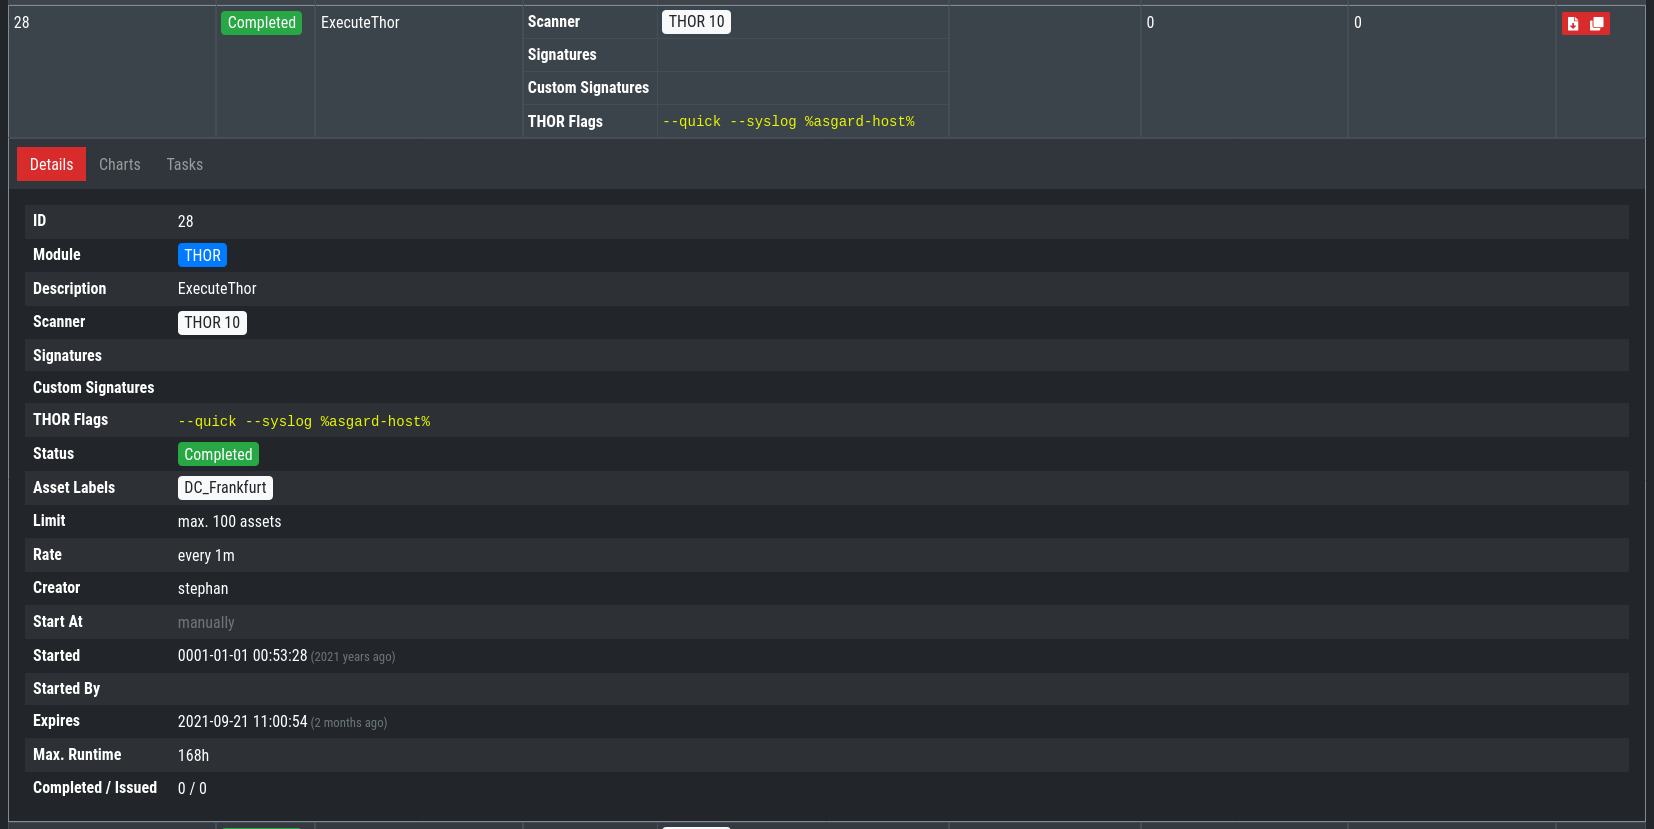 28 Completed ExecuteThor Scanner THOR 10 0 0
Signatures
Custom Signatures
THOR Flags --quick --syslog %asgard-host%
Details Charts Tasks
ID 28
Module THOR
Description ExecuteThor
Scanner THOR 10
Signatures
Custom Signatures
THOR Flags --quick --syslog %asgard-host%
Status Completed
Asset Labels DC_Frankfurt
Limit max. 100 assets
Rate every 1m
Creator stephan
Start At manually
Started 0001-01-01 00:53:28 (2021 years ago)
Started By
Expires 2021-09-21 11:00:54 (2 months ago)
Max. Runtime 168h
Completed / Issued 0 / 0